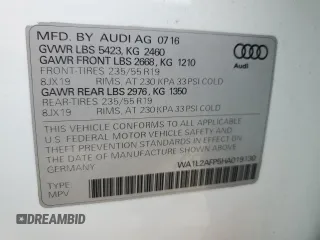 MFD. BY AUDI AG 07/16
GVWR LBS 5423, KG 2460
GAWR FRONT LBS 2668, KG 1210
FRONT-TIRES 235/55 R19
8JX19 RIMS, AT 230 KPA 33 PSI COLD
GAWR REAR LBS 2976, KG 1350
REAR-TIRES 235/55 R19
8JX19 RIMS, AT 230 KPA 33 PSI COLD
THIS VEHICLE CONFORMS TO ALL APPLICABLE
U.S. FEDERAL MOTOR VEHICLE SAFETY, BUMPER AND
THEFT PREVENTION STANDARDS IN EFFECT ON THE
DATE OF MANUFACTURE SHOWN ABOVE
GERMANY
Audi
TYPE:
MPV
DREAMBID